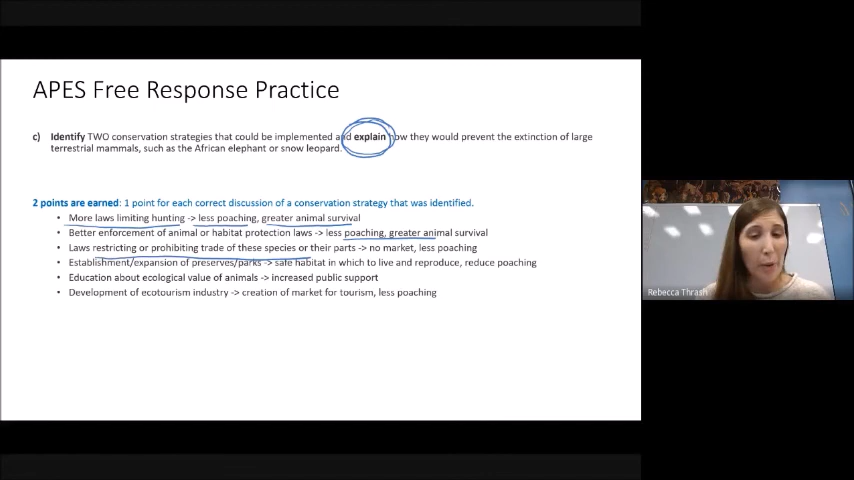 APES Free Response Practice
c) Identify TWO conservation strategies that could be implemented and explain how they would prevent the extinction of large
terrestrial mammals, such as the African elephant or snow leopard.
2 points are earned: 1 point for each correct discussion of a conservation strategy that was identified.
• More laws limiting hunting -> less poaching, greater animal survival
• Better enforcement of animal or habitat protection laws -> less poaching, greater animal survival
• Laws restricting or prohibiting trade of these species or their parts -> no market, less poaching
• Establishment/expansion of preserves/parks -> safe habitat in which to live and reproduce, reduce poaching
• Education about ecological value of animals -> increased public support
• Development of ecotourism industry -> creation of market for tourism, less poaching
Rebecca Thrash